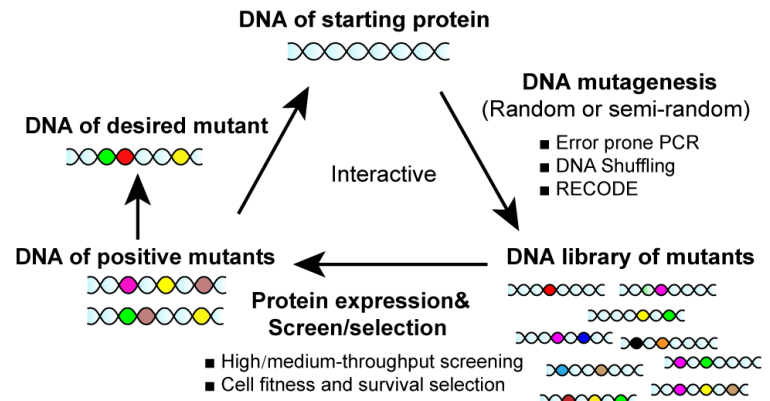 DNA of starting protein
DNA mutagenesis
(Random or semi-random)
■ Error prone PCR
■ DNA Shuffling
■ RECODE
DNA of desired mutant
Interactive
DNA of positive mutants
DNA library of mutants
Protein expression&
Screen/selection
■ High/medium-throughput screening
■ Cell fitness and survival selection